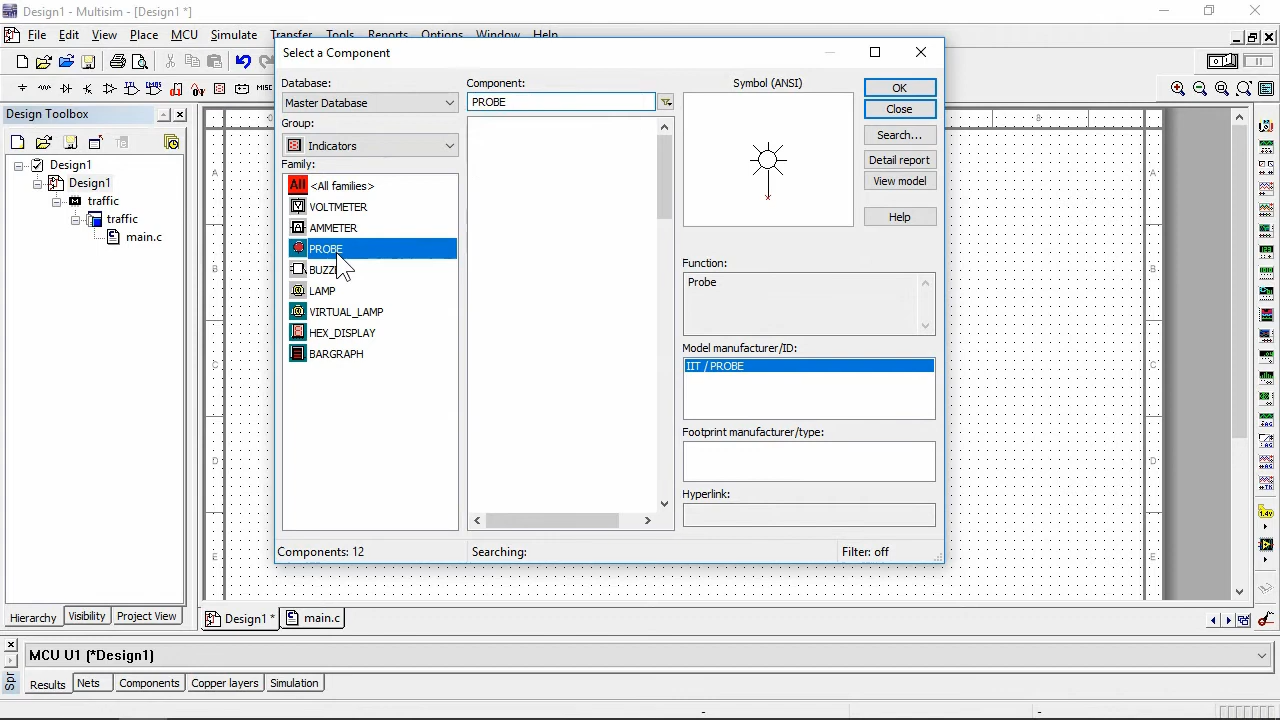 Design1 - Multisim - [Design1 *]
File Edit View Place MCU Simulate Transfer Tools Reports Options Window Help
MISC
Design Toolbox
Design1
Design1
traffic
traffic
main.c
Hierarchy Visibility Project View
Select a Component
Database:
Master Database
Group:
Indicators
Family:
All <All families>
VOLTMETER
AMMETER
PROBE
LAMP
VIRTUAL_LAMP
HEX_DISPLAY
BARGRAPH
Component:
PROBE
Symbol (ANSI)
OK
Close
Search...
Detail report
View model
Help
Function:
Probe
Model manufacturer/ID:
IIT / PROBE
Footprint manufacturer/type:
Hyperlink:
Components: 12
Searching:
Filter: off
A
B
C
D
E
A
B
C
D
E
1.4v
Design1 * main.c
MCU U1 (*Design1)
Results Nets Components Copper layers Simulation